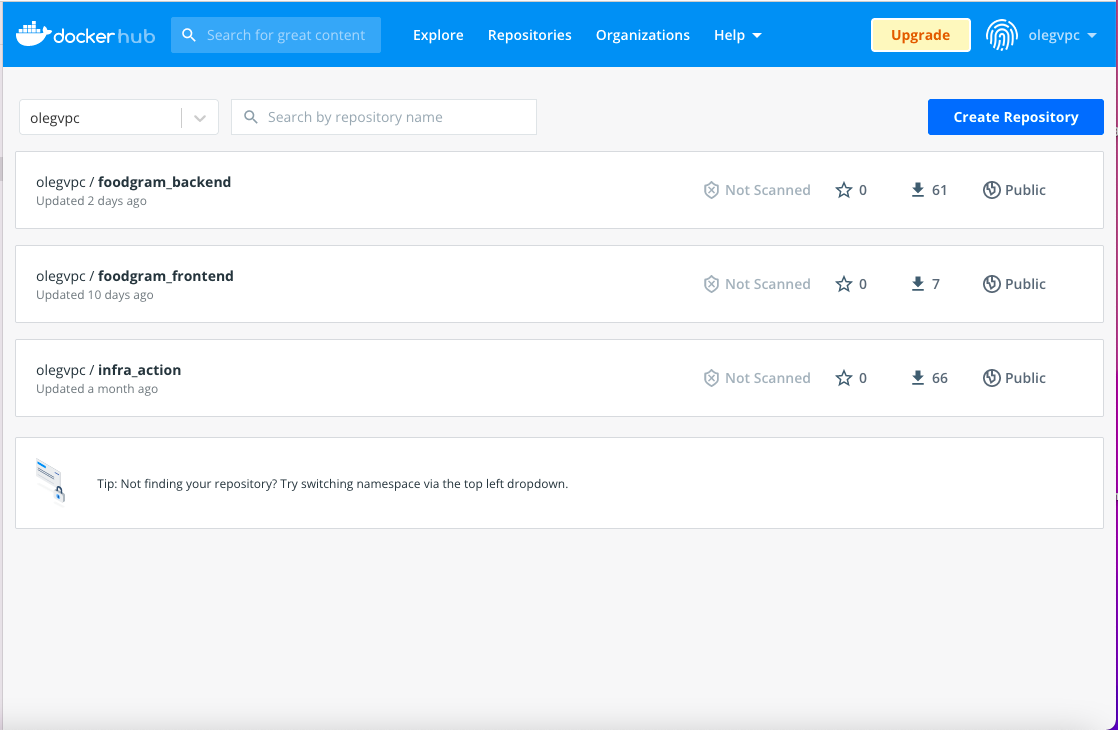 dockerhub Search for great content Explore Repositories Organizations Help Upgrade olegvpc
olegvpc Search by repository name Create Repository
olegvpc / foodgram_backend
Updated 2 days ago
Not Scanned 0 61 Public
olegvpc / foodgram_frontend
Updated 10 days ago
Not Scanned 0 7 Public
olegvpc / infra_action
Updated a month ago
Not Scanned 0 66 Public
Tip: Not finding your repository? Try switching namespace via the top left dropdown.